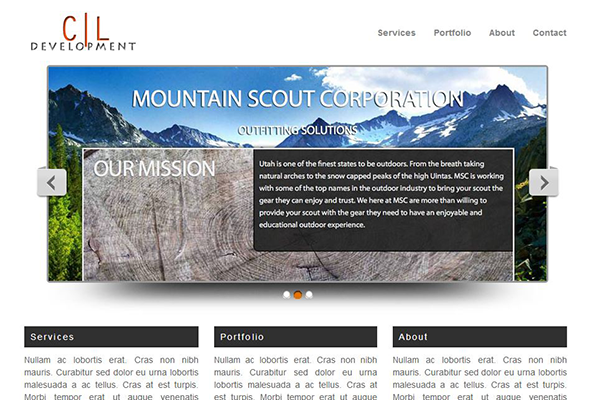 C|L
DEVELOPMENT
Services Portfolio About Contact
MOUNTAIN SCOUT CORPORATION
OUTFITTING SOLUTIONS
OUR MISSION
Utah is one of the finest states to be outdoors. From the breath taking
natural arches to the snow capped peaks of the high Uintas. MSC is working
with some of the top names in the outdoor industry to bring your scout the
gear they can enjoy and trust. We here at MSC are more than willing to
provide your scout with the gear they need to have an enjoyable and
educational outdoor experience.
Services
Nullam ac lobortis erat. Cras non nibh
mauris. Curabitur sed dolor eu urna lobortis
malesuada a ac tellus. Cras at est turpis.
Morbi tempor erat ut augue venenatis
Portfolio
Nullam ac lobortis erat. Cras non nibh
mauris. Curabitur sed dolor eu urna lobortis
malesuada a ac tellus. Cras at est turpis.
Morbi tempor erat ut augue venenatis
About
Nullam ac lobortis erat. Cras non nibh
mauris. Curabitur sed dolor eu urna lobortis
malesuada a ac tellus. Cras at est turpis.
Morbi tempor erat ut augue venenatis